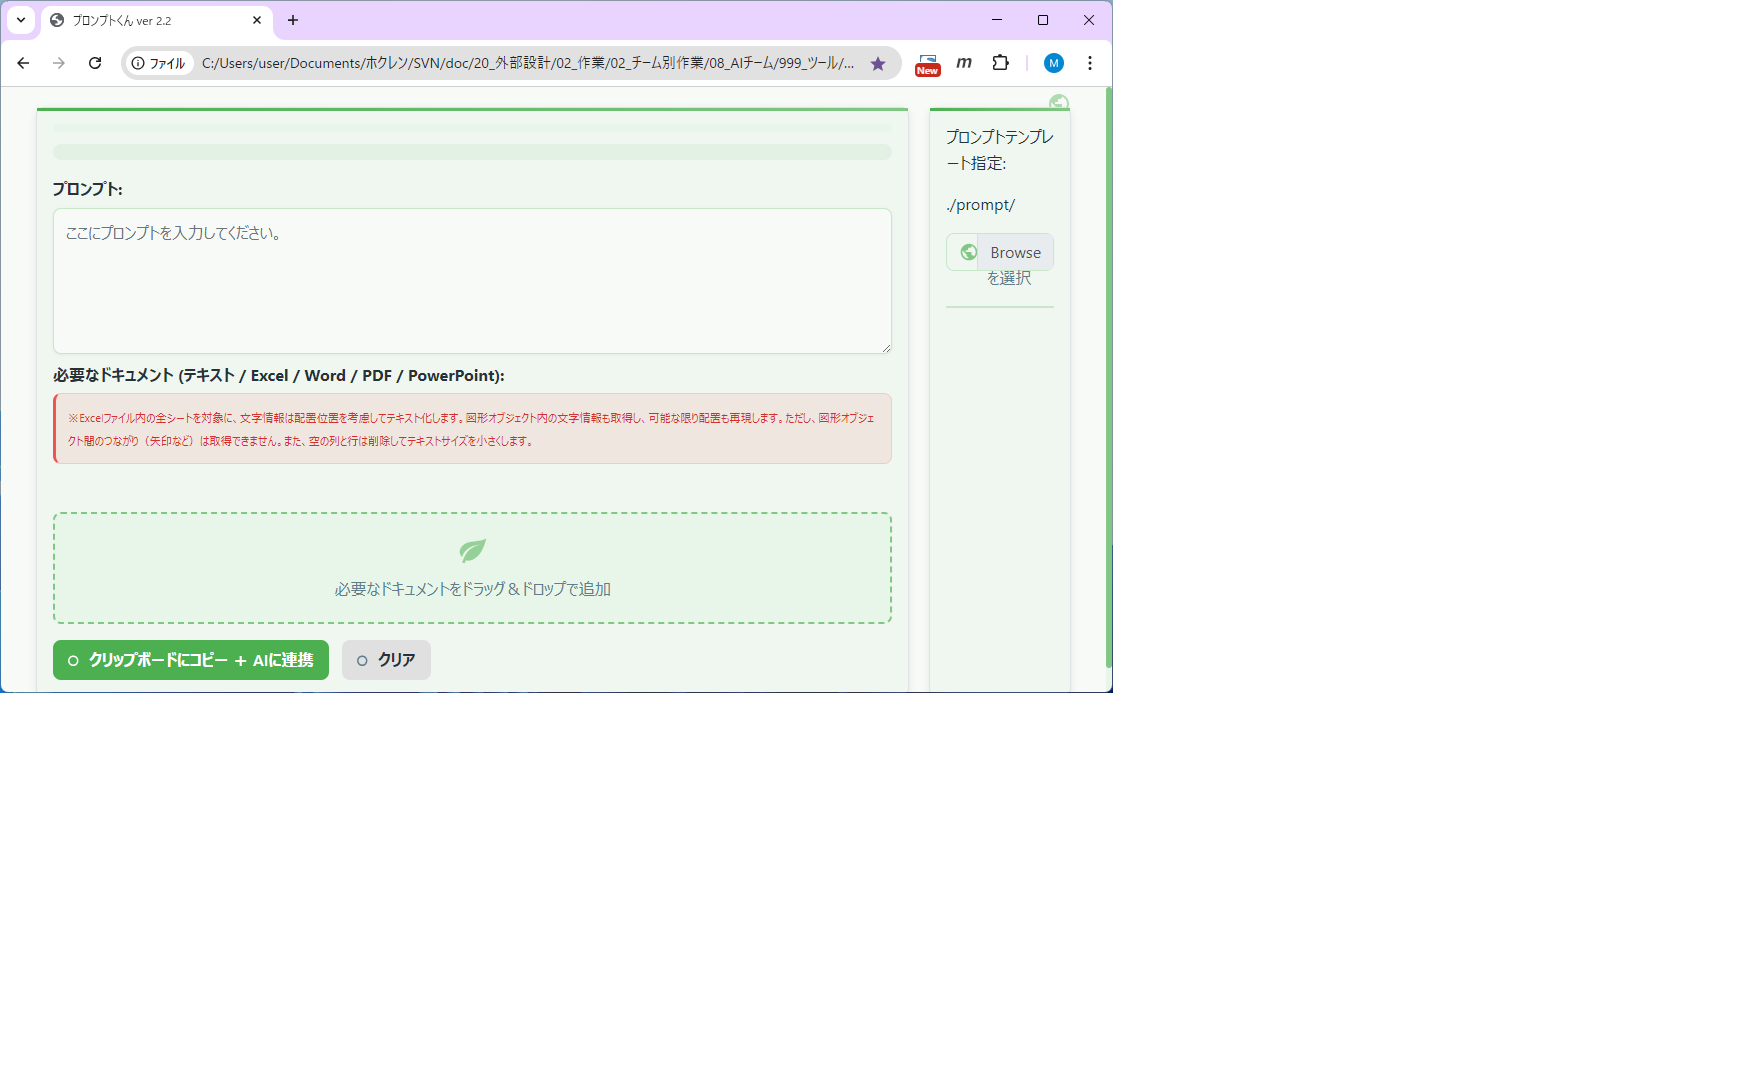 プロンプトくん ver 2.2
ファイル
C:/Users/user/Documents/ホクレン/SVN/doc/20_外部設計/02_作業/02_チーム別作業/08_AIチーム/999_ツール/...
New
m
M
プロンプト:
ここにプロンプトを入力してください。
必要なドキュメント (テキスト / Excel / Word / PDF / PowerPoint):
※Excelファイル内の全シートを対象に、文字情報は配置位置を考慮してテキスト化します。図形オブジェクト内の文字情報も取得し、可能な限り配置も再現します。ただし、図形オブジェ
クト間のつながり（矢印など）は取得できません。また、空の列と行は削除してテキストサイズを小さくします。
必要なドキュメントをドラッグ＆ドロップで追加
クリップボードにコピー + AIに連携
クリア
プロンプトテンプレ
ート指定:
./prompt/
Browse
を選択